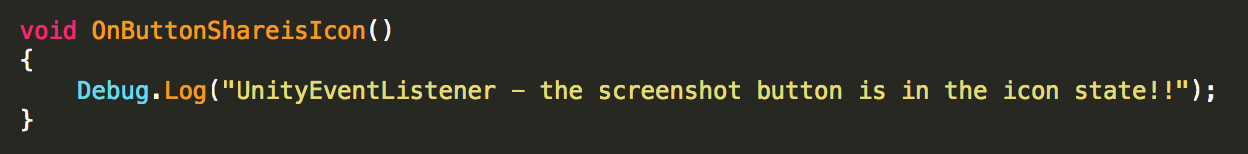 void OnButtonShareisIcon()
{
    Debug.Log("UnityEventListener – the screenshot button is in the icon state!!");
}